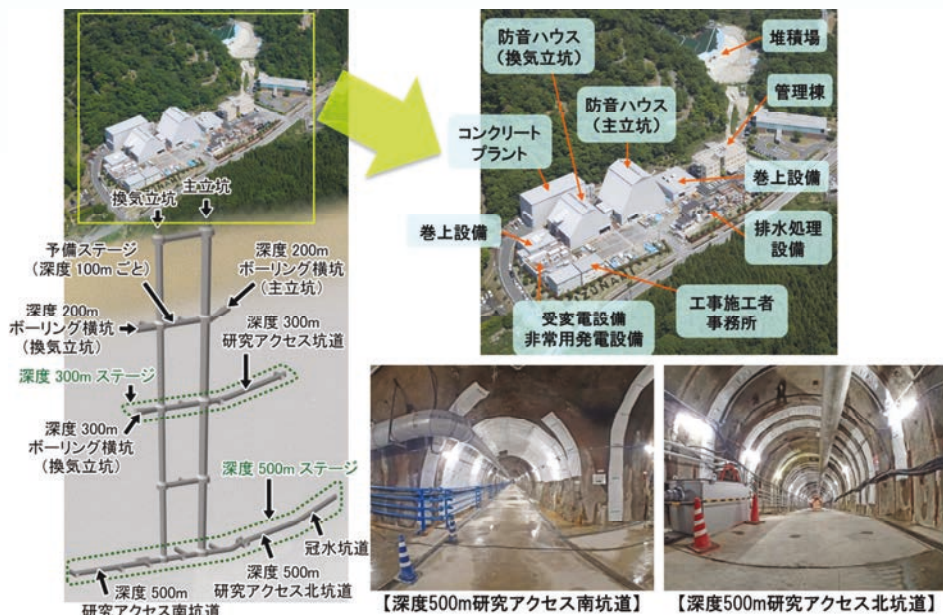 換気立坑
主立坑
予備ステージ
(深度 100m ごと)
深度 200m
ボーリング横坑
(主立坑)
深度 200m
ボーリング横坑
(換気立坑)
深度 300m
研究アクセス坑道
深度 300m ステージ
深度 300m
ボーリング横坑
(換気立坑)
深度 500m ステージ
冠水坑道
深度 500m
研究アクセス北坑道
深度 500m
研究アクセス南坑道
防音ハウス
(換気立坑)
堆積場
防音ハウス
(主立坑)
管理棟
コンクリート
プラント
巻上設備
巻上設備
排水処理
設備
工事施工者
事務所
受変電設備
非常用発電設備
【深度500m研究アクセス南坑道】
【深度500m研究アクセス北坑道】